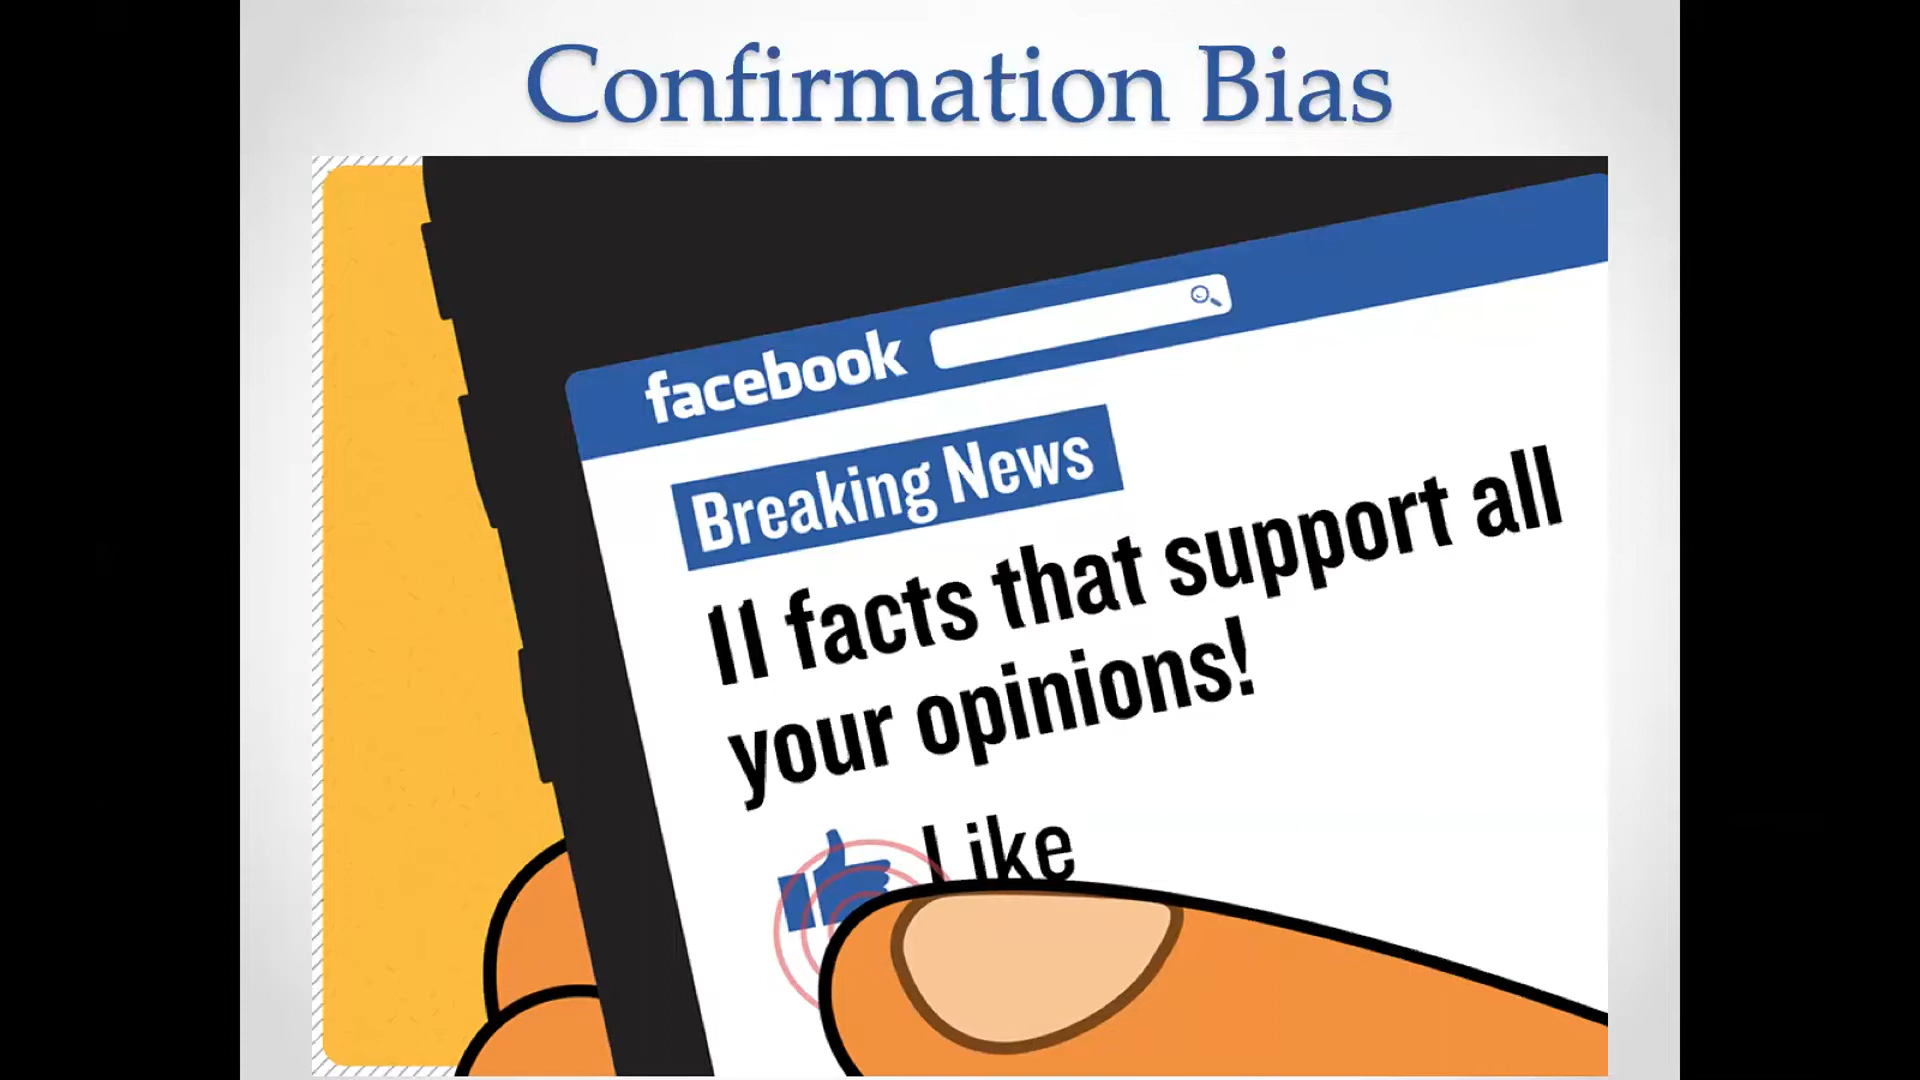 Confirmation Bias
facebook
Breaking News
11 facts that support all
your opinions!
Like